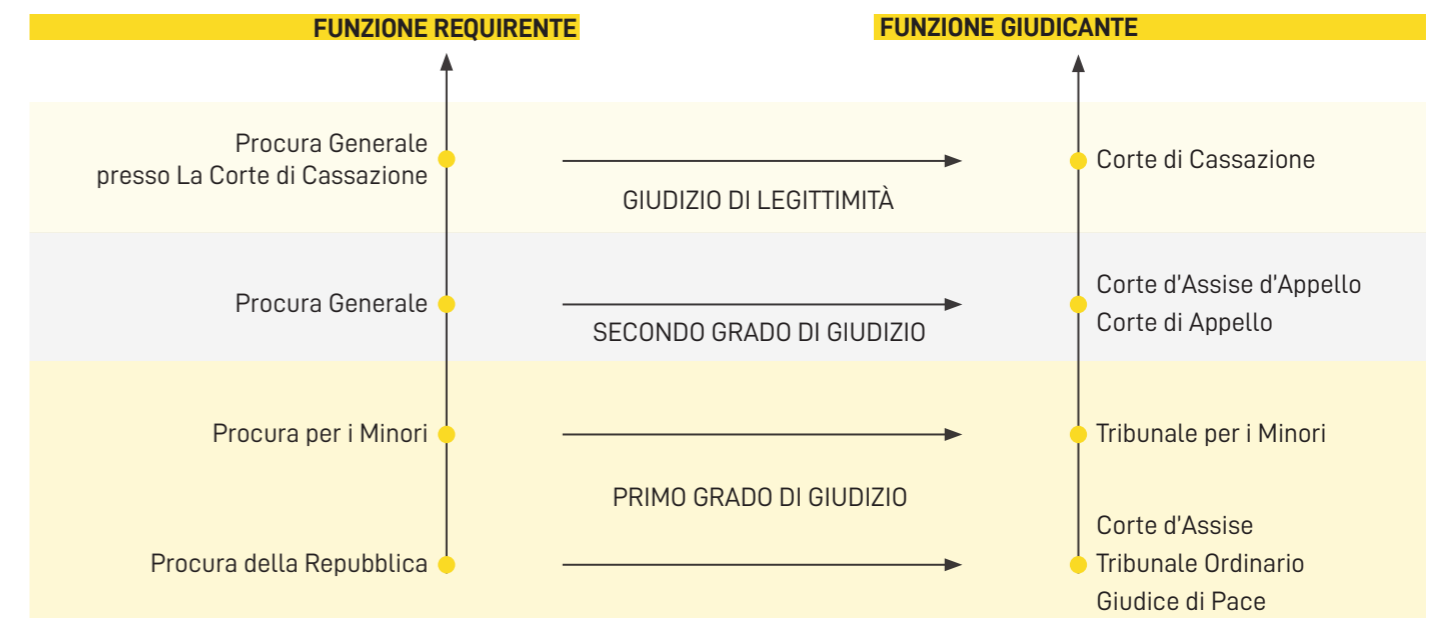 FUNZIONE REQUIRENTE
FUNZIONE GIUDICANTE
Procura Generale
presso La Corte di Cassazione
GIUDIZIO DI LEGITTIMITÀ
Corte di Cassazione
Procura Generale
SECONDO GRADO DI GIUDIZIO
Corte d'Assise d'Appello
Corte di Appello
Procura per i Minori
Tribunale per i Minori
PRIMO GRADO DI GIUDIZIO
Procura della Repubblica
Corte d'Assise
Tribunale Ordinario
Giudice di Pace